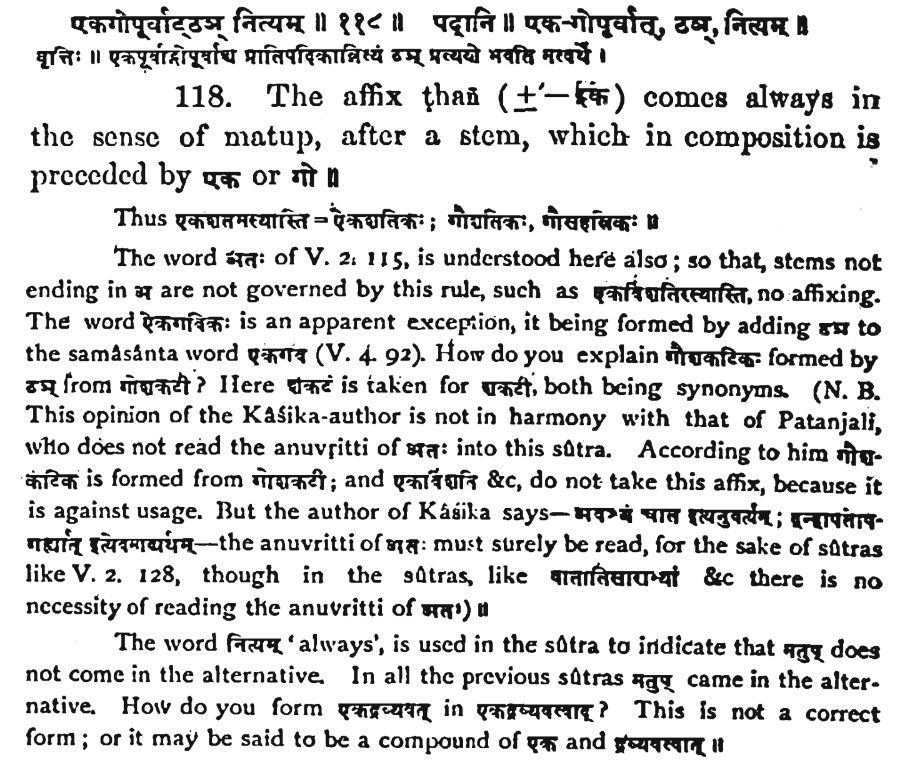 एकगोपूर्वाट्ठञ् नित्यम् ॥ ११८ ॥ पदानि ॥ एक-गोपूर्वात्, ठञ्, नित्यम् ॥
वृत्तिः ॥ एकपूर्वाद्गोपूर्वाच्च प्रातिपदिकान्नित्यं ठञ् प्रत्ययो भवति मत्वर्थे ।
118. The affix ṭhañ (+́—इक) comes always in
the sense of matup, after a stem, which in composition is
preceded by एक or गो ॥
Thus एकशतमस्यास्ति = ऐकशतिकः ; गौशतिकः, गौसहस्रिकः ॥
The word अतः of V. 2. 115, is understood here also ; so that, stems not
ending in अ are not governed by this rule, such as एकविंशतिरस्यास्ति, no affixing.
The word ऐकगविकः is an apparent exception, it being formed by adding ठञ to
the samâsânta word एकगव (V. 4. 92). How do you explain गौशकटिकः formed by
ठञ् from गोशकटी ? Here शकटं is taken for शकटी, both being synonyms. (N. B.
This opinion of the Kâśika-author is not in harmony with that of Patanjali,
who does not read the anuvṛitti of अतः into this sûtra. According to him गौश-
कटिक is formed from गोशकटी ; and एकविंशति &c, do not take this affix, because it
is against usage. But the author of Kâśika says—अवश्यं चात इत्यनुवर्त्यम् ; द्वन्द्वोपताप-
गर्ह्यात् इत्येवमाद्यर्थम्—the anuvritti of अतः must surely be read, for the sake of sûtras
like V. 2. 128, though in the sûtras, like वातातिसाराभ्यां &c there is no
necessity of reading the anuvritti of अतः) ॥
The word नित्यम् 'always', is used in the sûtra to indicate that मतुप् does
not come in the alternative. In all the previous sûtras मतुप् came in the alter-
native. How do you form एकद्रव्यवत् in एकद्रव्यवत्वाद् ? This is not a correct
form ; or it may be said to be a compound of एक and द्रव्यवत्वात् ॥